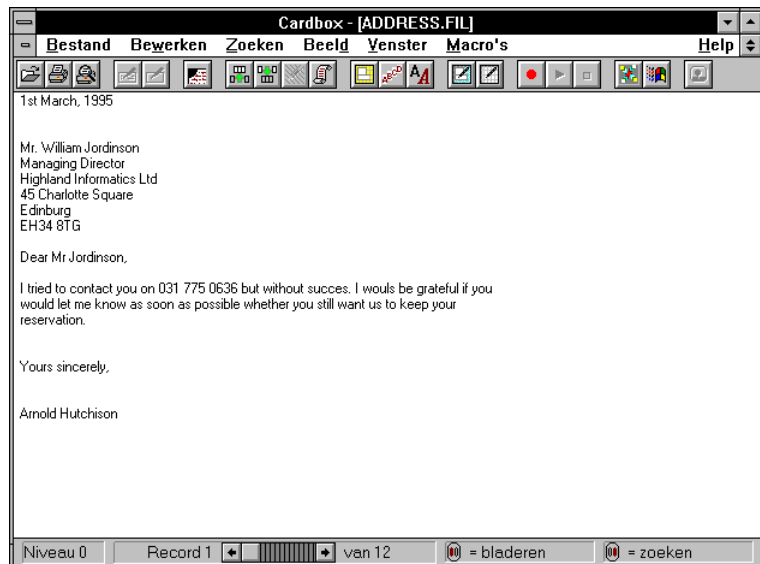 Cardbox - [ADDRESS.FIL]
Bestand Bewerken Zoeken Beeld Venster Macro's Help
1st March, 1995
Mr. William Jordinson
Managing Director
Highland Informatics Ltd
45 Charlotte Square
Edinburg
EH34 8TG
Dear Mr Jordinson,
I tried to contact you on 031 775 0636 but without succes. I wouls be grateful if you
would let me know as soon as possible whether you still want us to keep your
reservation.
Yours sincerely,
Arnold Hutchison
Niveau 0 Record 1 van 12 = bladeren = zoeken